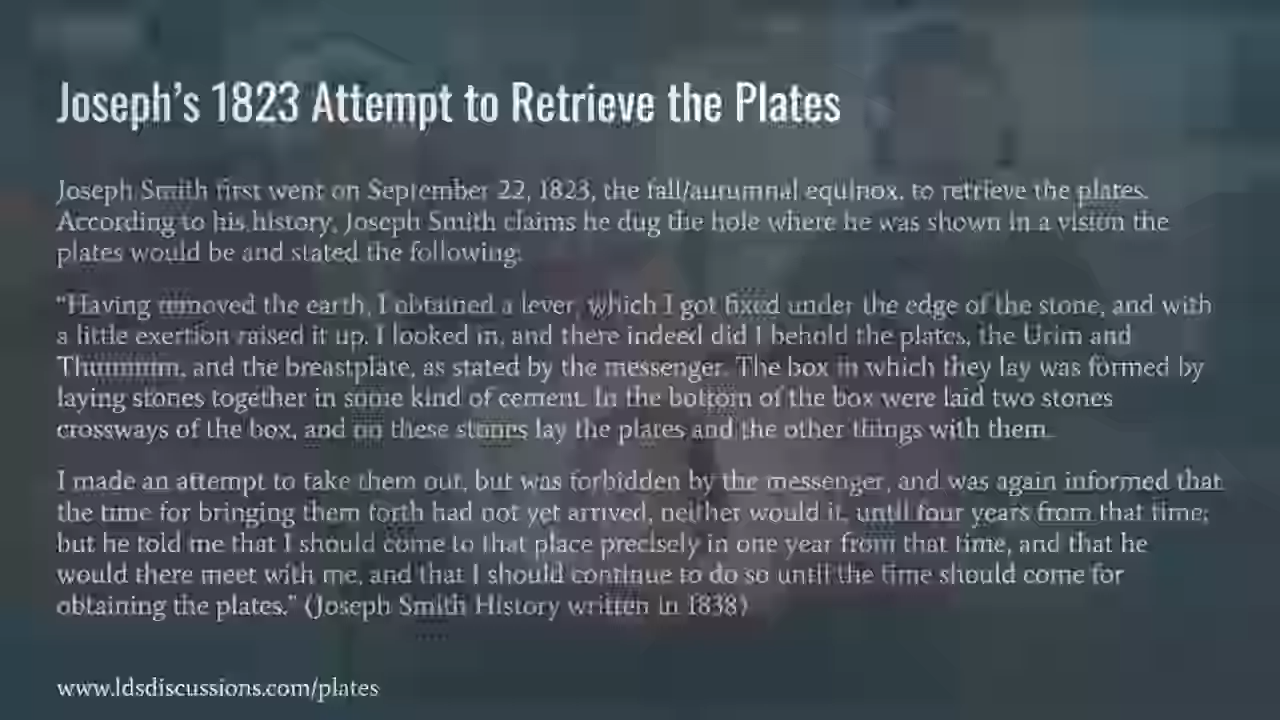 Joseph's 1823 Attempt to Retrieve the Plates
Joseph Smith first went on September 22, 1823, the fall/autumnal equinox, to retrieve the plates.
According to his history, Joseph Smith claims he dug the hole where he was shown in a vision the
plates would be and stated the following:
“Having removed the earth, I obtained a lever, which I got fixed under the edge of the stone, and with
a little exertion raised it up. I looked in, and there indeed did I behold the plates, the Urim and
Thummim, and the breastplate, as stated by the messenger. The box in which they lay was formed by
laying stones together in some kind of cement. In the bottom of the box were laid two stones
crossways of the box, and on these stones lay the plates and the other things with them.
I made an attempt to take them out, but was forbidden by the messenger, and was again informed that
the time for bringing them forth had not yet arrived, neither would it, until four years from that time;
but he told me that I should come to that place precisely in one year from that time, and that he
would there meet with me, and that I should continue to do so until the time should come for
obtaining the plates.” (Joseph Smith History written in 1838)
www.ldsdiscussions.com/plates